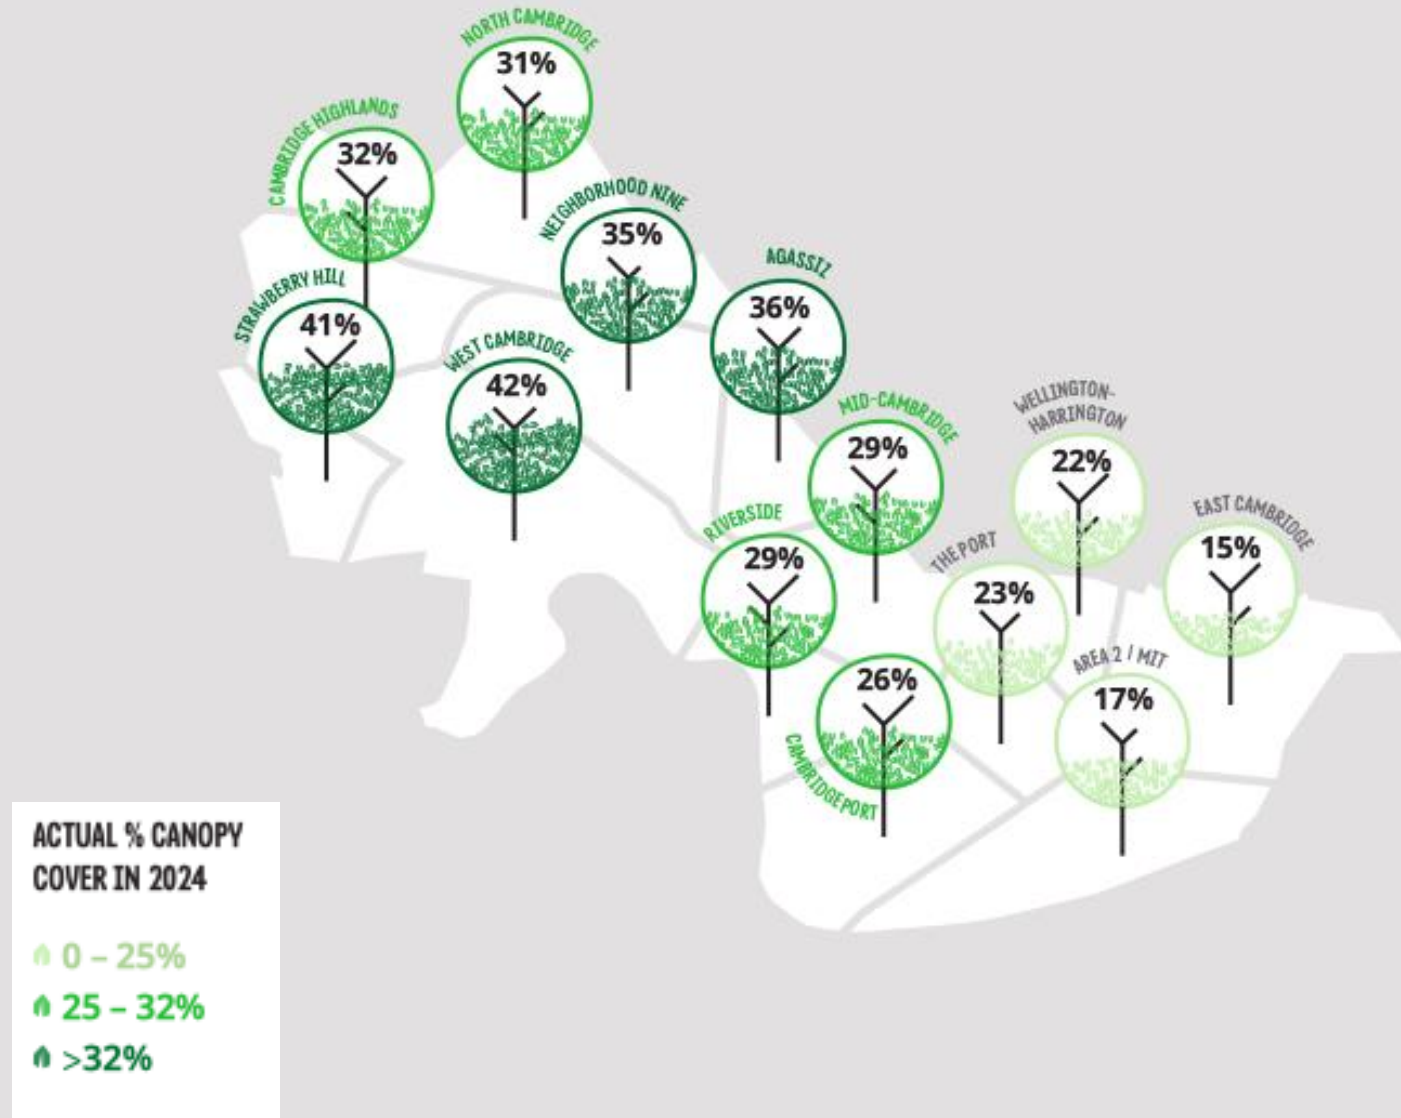 NORTH CAMBRIDGE
31%
CAMBRIDGE HIGHLANDS
32%
NEIGHBORHOOD NINE
35%
AGASSIZ
36%
STRAWBERRY HILL
41%
WEST CAMBRIDGE
42%
MID-CAMBRIDGE
29%
WELLINGTON-
HARRINGTON
22%
EAST CAMBRIDGE
15%
RIVERSIDE
29%
THE PORT
23%
AREA 2 / MIT
17%
26%
CAMBRIDGEPORT
ACTUAL % CANOPY
COVER IN 2024
0 – 25%
25 – 32%
>32%